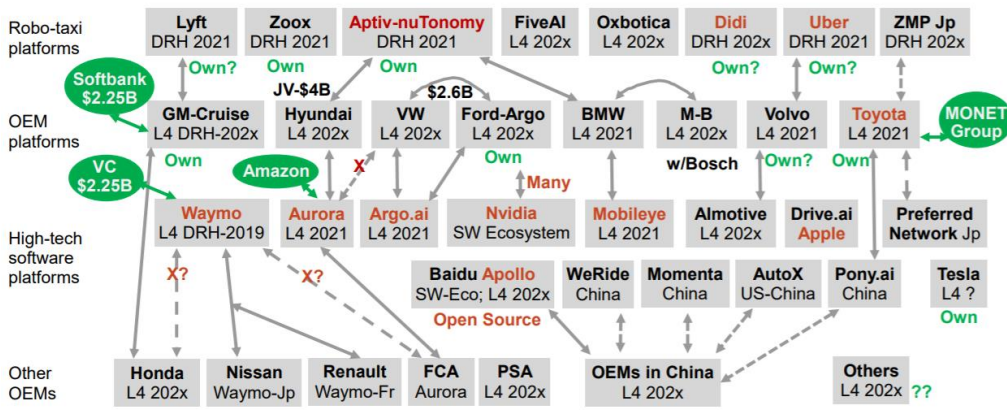 Robo-taxi
platforms
Lyft
DRH 2021
Zoox
DRH 2021
Aptiv-nuTonomy
DRH 2021
FiveAI
L4 202x
Oxbotica
L4 202x
Didi
DRH 202x
Uber
DRH 2021
ZMP Jp
DRH 202x
Own?
Own
Own
Own?
Own?
Softbank
$2.25B
JV-$4B
$2.6B
OEM
platforms
GM-Cruise
L4 DRH-202x
Hyundai
L4 202x
VW
L4 202x
Ford-Argo
L4 202x
BMW
L4 2021
M-B
L4 202x
Volvo
L4 2021
Toyota
L4 2021
MONET
Group
Own
X
Own
w/Bosch
Own?
Own
VC
$2.25B
Amazon
Many
High-tech
software
platforms
Waymo
L4 DRH-2019
Aurora
L4 2021
Argo.ai
L4 2021
Nvidia
SW Ecosystem
Mobileye
L4 2021
AImotive
L4 202x
Drive.ai
Apple
Preferred
Network Jp
X?
X?
Baidu Apollo
SW-Eco; L4 202x
WeRide
China
Momenta
China
AutoX
US-China
Pony.ai
China
Tesla
L4 ?
Open Source
Own
Other
OEMs
Honda
L4 202x
Nissan
Waymo-Jp
Renault
Waymo-Fr
FCA
Aurora
PSA
L4 202x
OEMs in China
L4 202x
Others
L4 202x
??